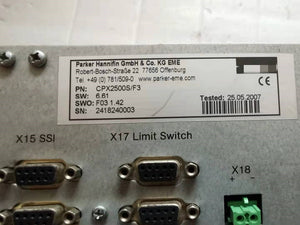 Parker Hannifin GmbH & Co. KG EME
Robert-Bosch-Straße 22 77656 Offenburg
Tel +49 (0) 781/509-0 www.parker-eme.com
PN: CPX2500S/F3
SW: 6.61
SWO: F03 1.42
SN: 2418240003
Tested: 25.05.2007
X15 SSI
X17 Limit Switch
X18